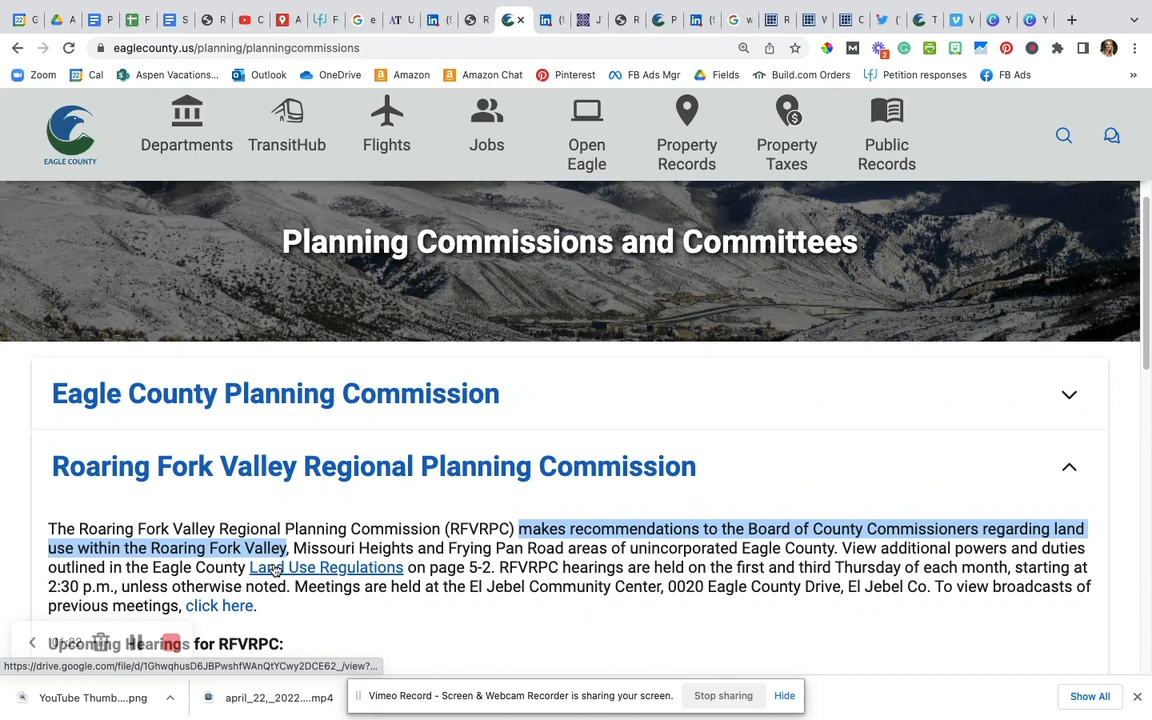 G
A
P
F
S
R
C
A
F
e
U
(S
R
(S
J
R
P
(S
w
R
W
C
(
T
V
Y
Y
eaglecounty.us/planning/planningcommissions
2
Zoom
Cal
Aspen Vacations...
Outlook
OneDrive
Amazon
Amazon Chat
Pinterest
FB Ads Mgr
Fields
Build.com Orders
Petition responses
FB Ads
»
EAGLE COUNTY
Departments
TransitHub
Flights
Jobs
Open
Eagle
Property
Records
Property
Taxes
Public
Records
Planning Commissions and Committees
Eagle County Planning Commission
Roaring Fork Valley Regional Planning Commission
The Roaring Fork Valley Regional Planning Commission (RFVRPC) makes recommendations to the Board of County Commissioners regarding land
use within the Roaring Fork Valley, Missouri Heights and Frying Pan Road areas of unincorporated Eagle County. View additional powers and duties
outlined in the Eagle County Land Use Regulations on page 5-2. RFVRPC hearings are held on the first and third Thursday of each month, starting at
2:30 p.m., unless otherwise noted. Meetings are held at the El Jebel Community Center, 0020 Eagle County Drive, El Jebel Co. To view broadcasts of
previous meetings, click here.
Upcoming Hearings for RFVRPC:
https://drive.google.com/file/d/1GhwqhusD6JBPwshfWAnQtYCwy2DCE62_/view?...
YouTube Thumb....png
april_22,_2022....mp4
Vimeo Record - Screen & Webcam Recorder is sharing your screen.
Stop sharing
Hide
Show All